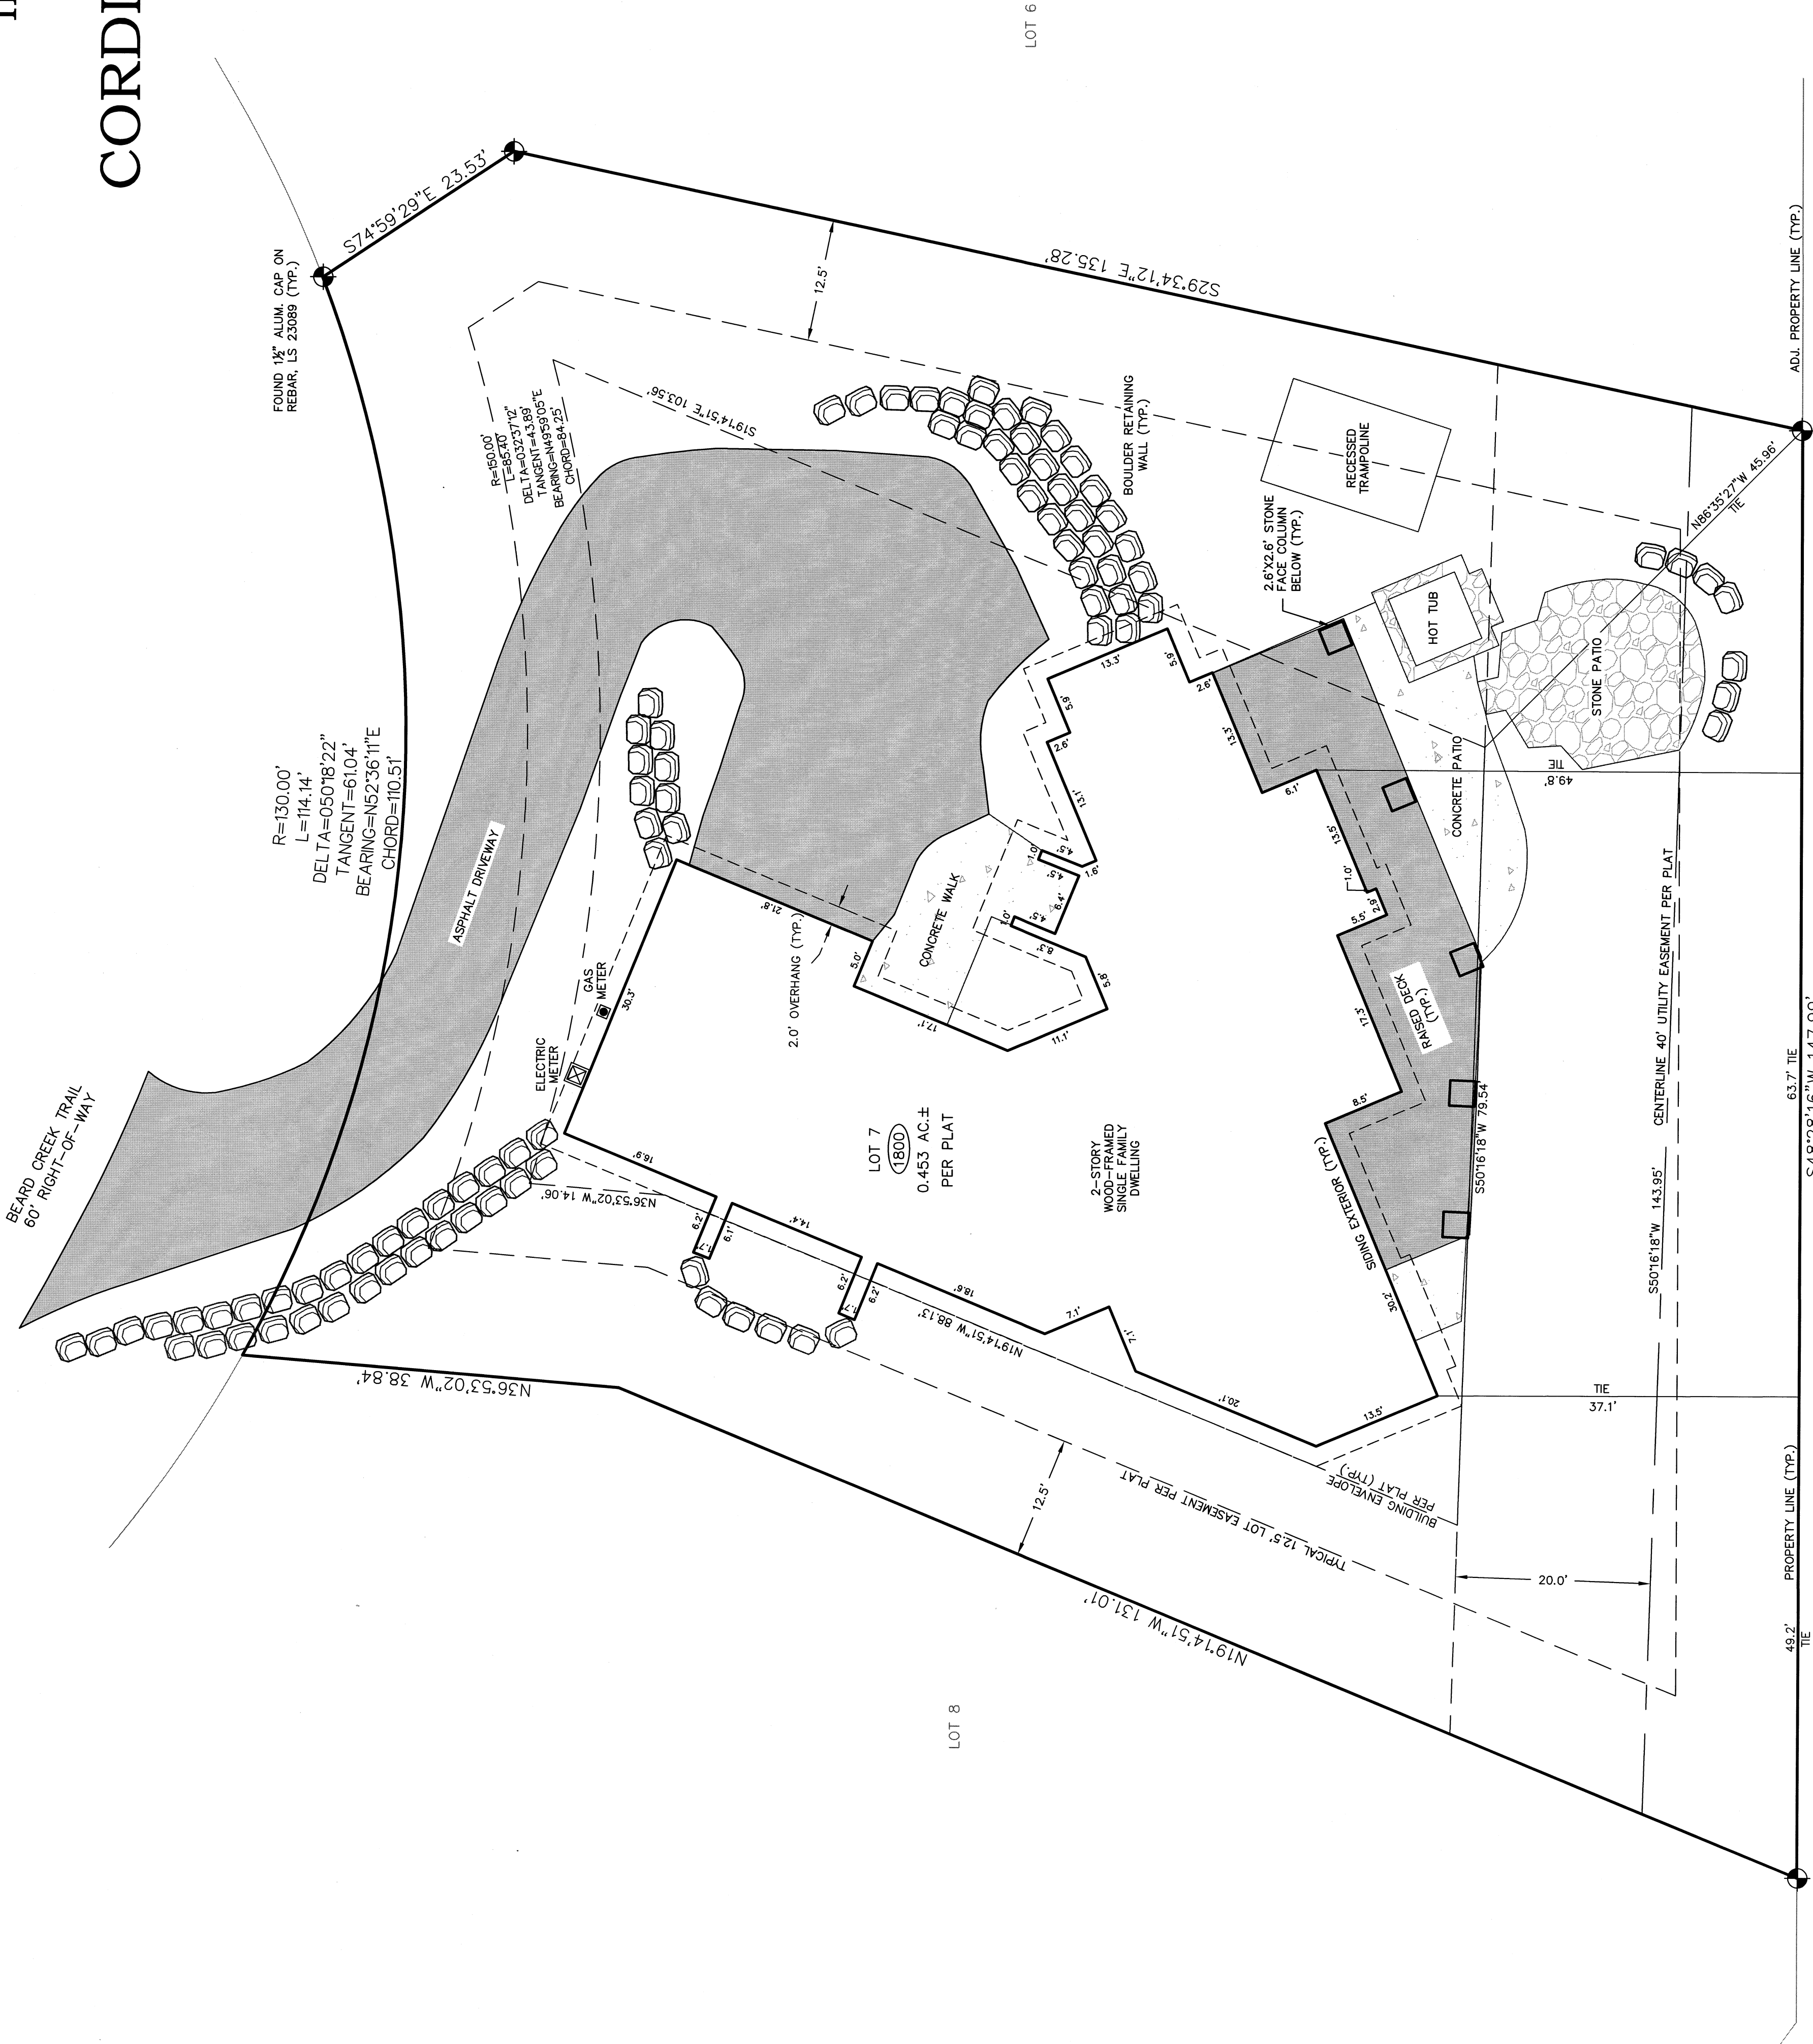 CORDI
LOT 6
S74°59'29"E 23.53'
FOUND 1½" ALUM. CAP ON
REBAR, LS 23089 (TYP.)
S29°34'12"E 135.28'
12.5'
ADJ. PROPERTY LINE (TYP.)
R=150.00'
L=85.40'
DELTA=032°37'12"
TANGENT=43.89'
BEARING=N49°59'05"E
CHORD=84.25'
S19°14'51"E 103.56'
BOULDER RETAINING
WALL (TYP.)
RECESSED
TRAMPOLINE
N86°35'27"W 45.96'
TIE
2.6'X2.6' STONE
FACE COLUMN
BELOW (TYP.)
HOT TUB
STONE PATIO
CONCRETE PATIO
49.8'
TIE
R=130.00'
L=114.14'
DELTA=050°18'22"
TANGENT=61.04'
BEARING=N52°36'11"E
CHORD=110.51'
ASPHALT DRIVEWAY
BEARD CREEK TRAIL
60' RIGHT-OF-WAY
GAS
METER
ELECTRIC
METER
30.3'
21.8'
2.0' OVERHANG (TYP.)
5.0'
CONCRETE WALK
17.1'
11.1'
5.8'
8.3'
1.0'
4.5'
6.4'
4.5'
1.0'
4.5'
1.6'
13.1'
2.6'
5.9'
13.3'
5.9'
2.6'
13.3'
6.1'
13.5'
1.0'
2.9'
5.5'
17.3'
8.5'
RAISED DECK
(TYP.)
LOT 7
1800
0.453 AC.±
PER PLAT
2-STORY
WOOD-FRAMED
SINGLE FAMILY
DWELLING
SIDING EXTERIOR (TYP.)
30.2'
S50°16'18"W 79.54'
CENTERLINE 40' UTILITY EASEMENT PER PLAT
S50°16'18"W 143.95'
63.7' TIE
S48°28'16"W 147.00'
16.9'
N36°53'02"W 14.06'
6.2'
1.7'
6.1'
14.4'
6.2'
1.7'
6.2'
18.6'
N19°14'51"W 88.13'
7.1'
7.1'
20.1'
13.5'
TIE
37.1'
N36°53'02"W 38.84'
12.5'
TYPICAL 12.5' LOT EASEMENT PER PLAT
BUILDING ENVELOPE
PER PLAT (TYP.)
20.0'
PROPERTY LINE (TYP.)
49.2'
TIE
N19°14'51"W 131.01'
LOT 8